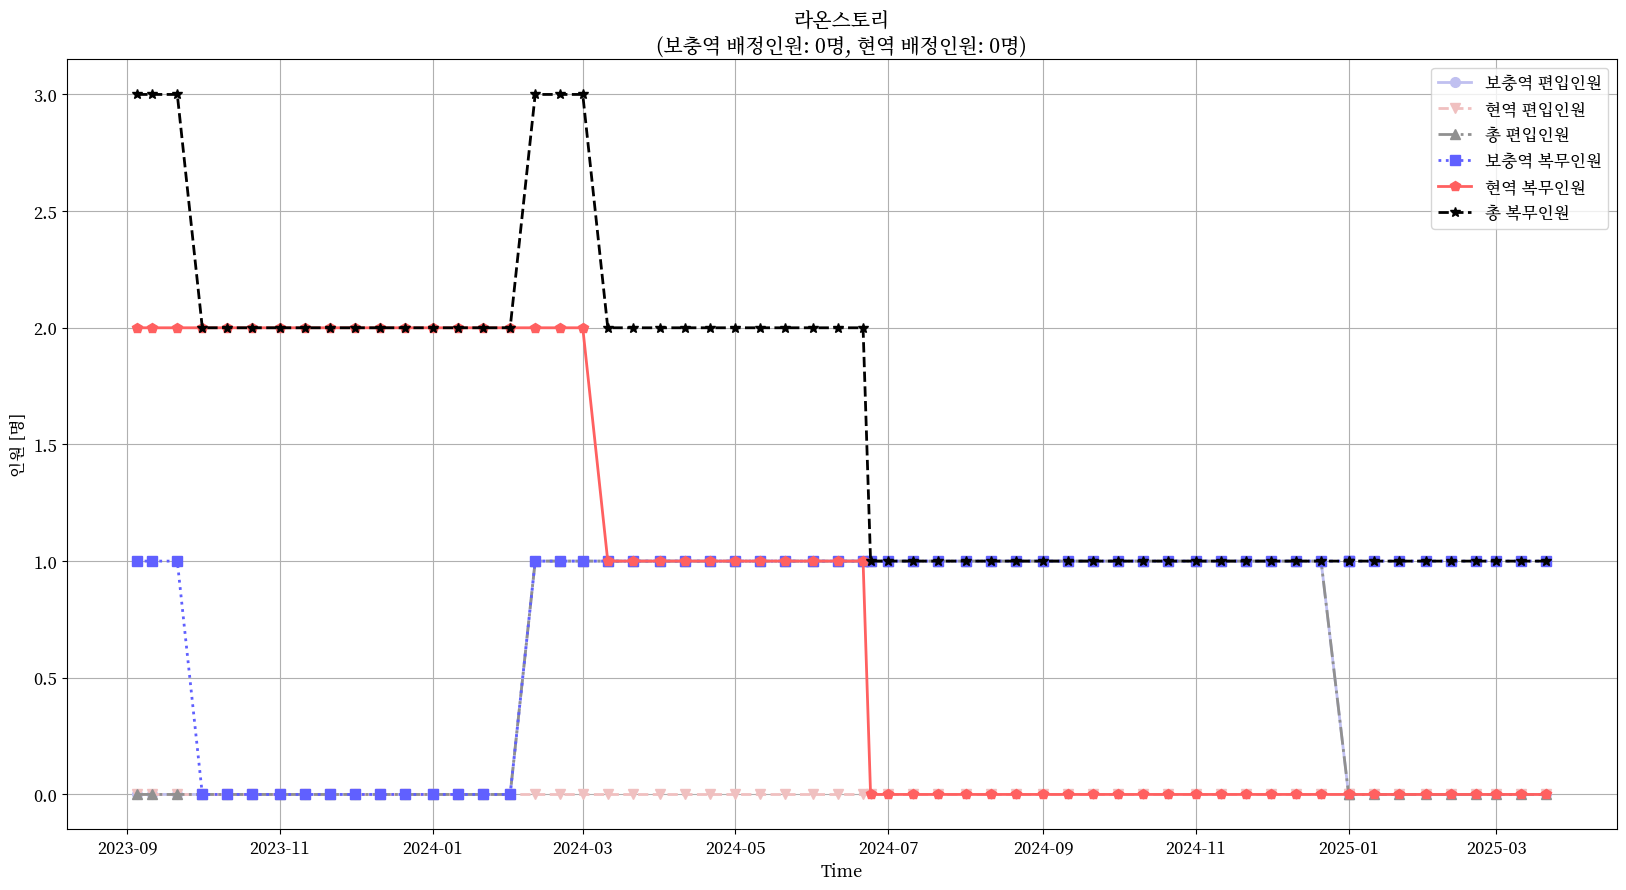 라온스토리
(보충역 배정인원: 0명, 현역 배정인원: 0명)
보충역 편입인원
현역 편입인원
총 편입인원
보충역 복무인원
현역 복무인원
총 복무인원
인원 [명]
3.0
2.5
2.0
1.5
1.0
0.5
0.0
2023-09
2023-11
2024-01
2024-03
2024-05
2024-07
2024-09
2024-11
2025-01
2025-03
Time